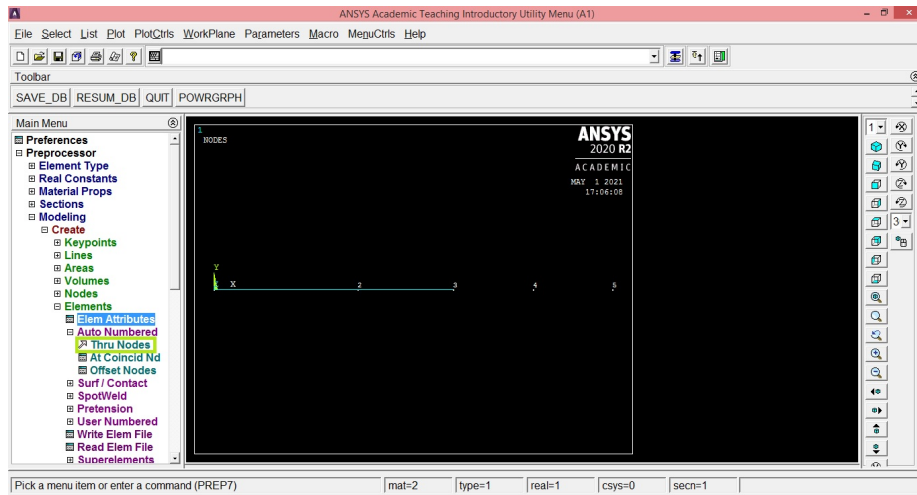 ANSYS Academic Teaching Introductory Utility Menu (A1)
File Select List Plot PlotCtrls WorkPlane Parameters Macro MenuCtrls Help
Toolbar
SAVE_DB RESUM_DB QUIT POWRGRPH
Main Menu
Preferences
Preprocessor
Element Type
Real Constants
Material Props
Sections
Modeling
Create
Keypoints
Lines
Areas
Volumes
Nodes
Elements
Elem Attributes
Auto Numbered
Thru Nodes
At Coincid Nd
Offset Nodes
Surf / Contact
SpotWeld
Pretension
User Numbered
Write Elem File
Read Elem File
Superelements
1
NODES
ANSYS
2020 R2
ACADEMIC
MAY 1 2021
17:06:08
Y
X 2 3 4 5
1
3
Pick a menu item or enter a command (PREP7) mat=2 type=1 real=1 csys=0 secn=1